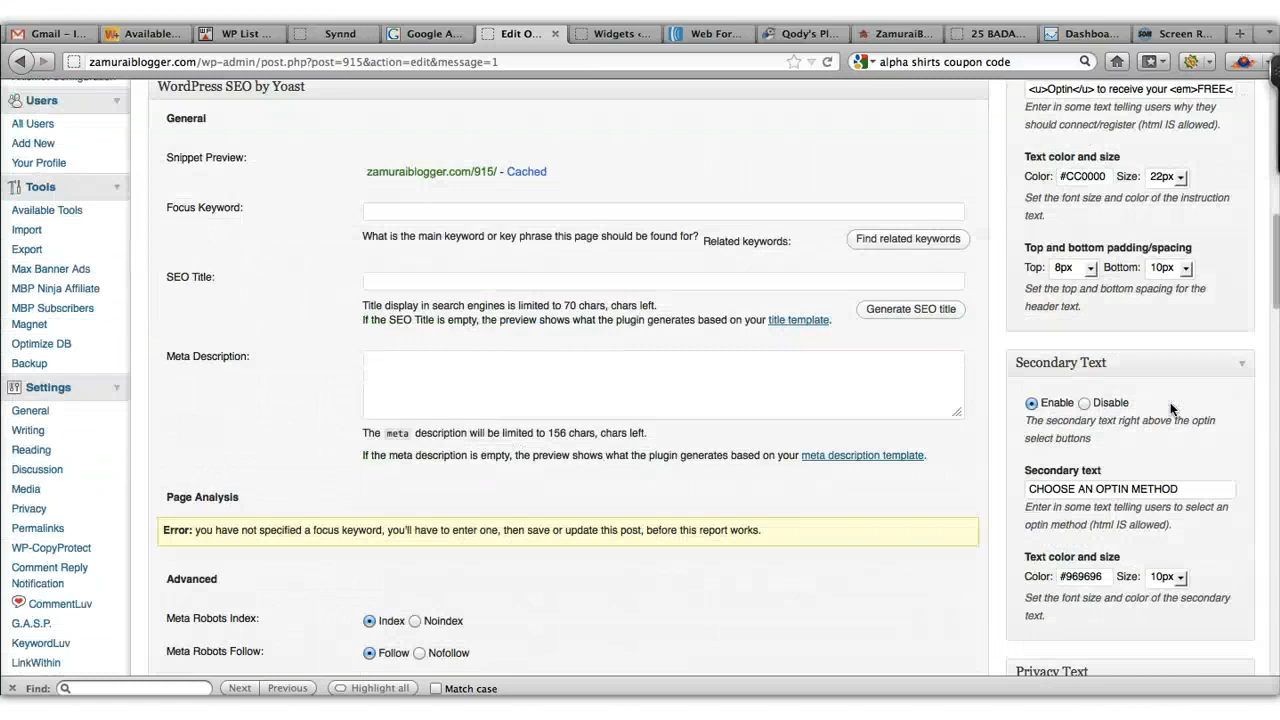 Gmail – I...
Available...
WP List ...
Synnd
Google A...
Edit O...
Widgets ‹...
Web For...
Qody's Pl...
ZamuraiB...
25 BADA...
Dashboa...
Screen R...
zamuraiblogger.com/wp-admin/post.php?post=915&action=edit&message=1
alpha shirts coupon code
Users
All Users
Add New
Your Profile
Tools
Available Tools
Import
Export
Max Banner Ads
MBP Ninja Affiliate
MBP Subscribers
Magnet
Optimize DB
Backup
Settings
General
Writing
Reading
Discussion
Media
Privacy
Permalinks
WP-CopyProtect
Comment Reply
Notification
CommentLuv
G.A.S.P.
KeywordLuv
LinkWithin
WordPress SEO by Yoast
General
Snippet Preview:
zamuraiblogger.com/915/ - Cached
Focus Keyword:
What is the main keyword or key phrase this page should be found for?
Related keywords:
Find related keywords
SEO Title:
Title display in search engines is limited to 70 chars, chars left.
If the SEO Title is empty, the preview shows what the plugin generates based on your title template.
Generate SEO title
Meta Description:
The meta description will be limited to 156 chars, chars left.
If the meta description is empty, the preview shows what the plugin generates based on your meta description template.
Page Analysis
Error: you have not specified a focus keyword, you'll have to enter one, then save or update this post, before this report works.
Advanced
Meta Robots Index:
Index Noindex
Meta Robots Follow:
Follow Nofollow
<u>Optin</u> to receive your <em>FREE<
Enter in some text telling users why they
should connect/register (html IS allowed).
Text color and size
Color: #CC0000 Size: 22px
Set the font size and color of the instruction
text.
Top and bottom padding/spacing
Top: 8px Bottom: 10px
Set the top and bottom spacing for the
header text.
Secondary Text
Enable Disable
The secondary text right above the optin
select buttons
Secondary text
CHOOSE AN OPTIN METHOD
Enter in some text telling users to select an
optin method (html IS allowed).
Text color and size
Color: #969696 Size: 10px
Set the font size and color of the secondary
text.
Privacy Text
Find:
Next
Previous
Highlight all
Match case